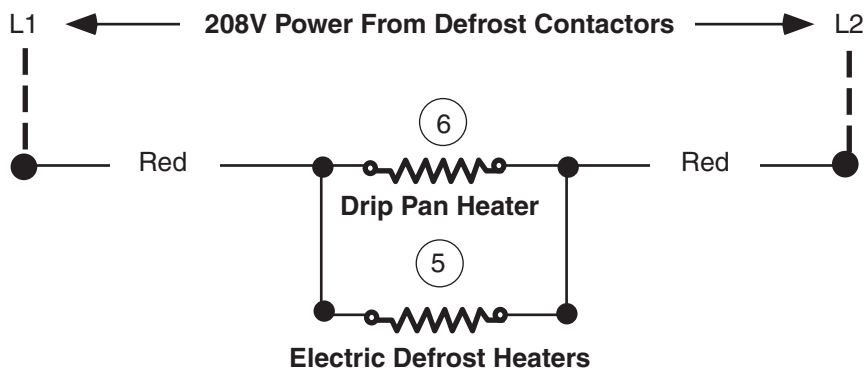 L1 208V Power From Defrost Contactors L2
6
Red Red
Drip Pan Heater
5
Electric Defrost Heaters